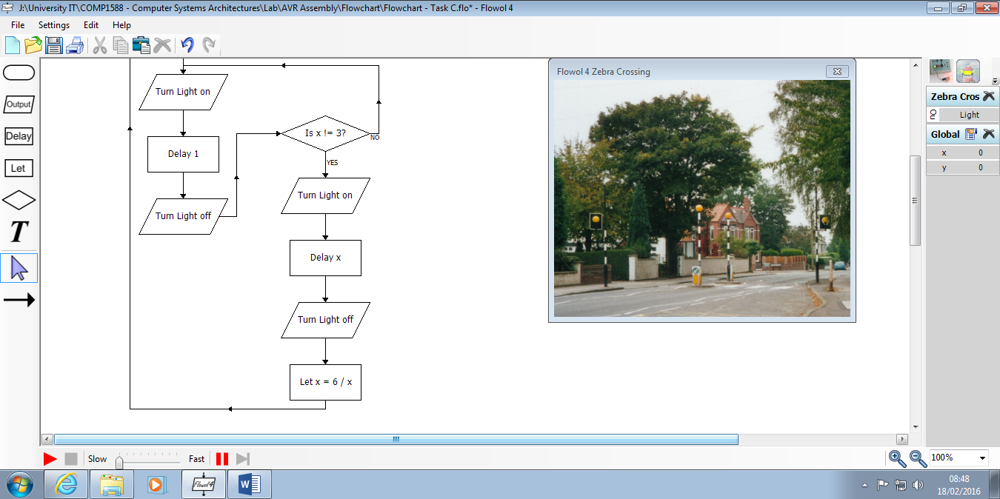 J:\University IT\COMP1588 - Computer Systems Architectures\Lab\AVR Assembly\Flowchart\Flowchart - Task C.flo* - Flowol 4
File Settings Edit Help
Output
Delay
Let
T
Turn Light on
Delay 1
Turn Light off
Is x != 3?
NO
YES
Turn Light on
Delay x
Turn Light off
Let x = 6 / x
Flowol 4 Zebra Crossing
Zebra Cros
Out
Light
Global
x 0
y 0
Slow Fast
100%
Flowol 4
W
08:48
18/02/2016